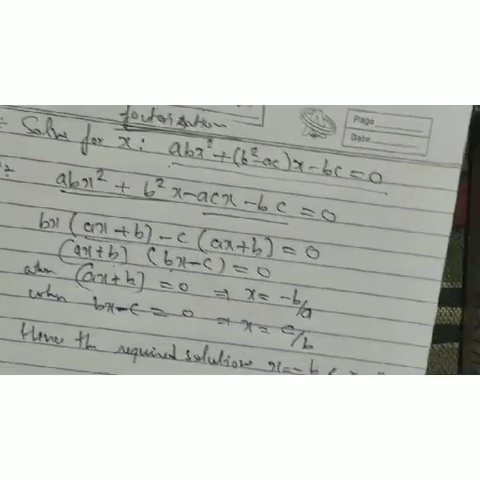 factorisation
Page
Date
Solve for x: abx² + (b²-ac)x - bc = 0
abx² + b²x - acx - bc = 0
bx(ax+b) - c(ax+b) = 0
(ax+b) (bx-c) = 0
when (ax+b) = 0 ⇒ x = -b/a
when bx-c = 0 ⇒ x = c/b
Hence the required solution x = -b